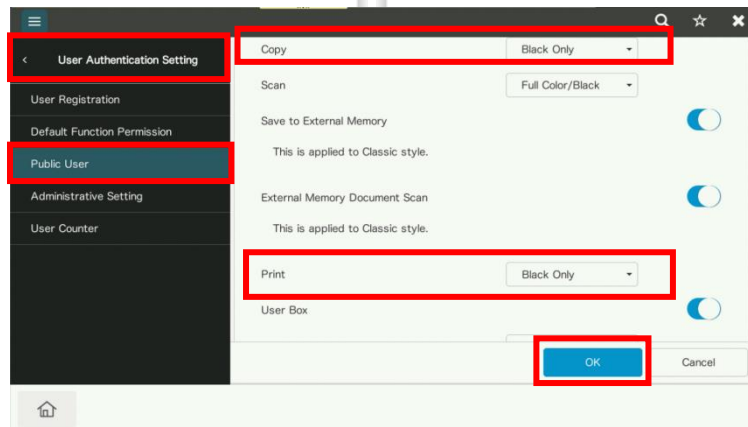 User Authentication Setting
User Registration
Default Function Permission
Public User
Administrative Setting
User Counter
Copy Black Only
Scan Full Color/Black
Save to External Memory
This is applied to Classic style.
External Memory Document Scan
This is applied to Classic style.
Print Black Only
User Box
OK Cancel